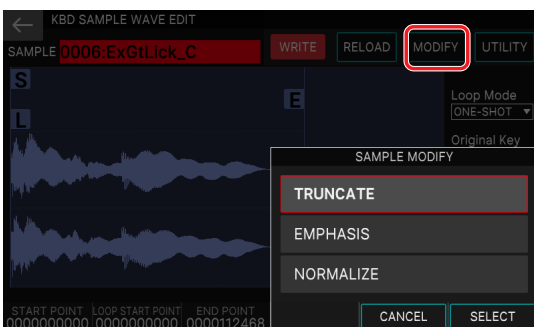 KBD SAMPLE WAVE EDIT
SAMPLE 0006:ExGtLick_C WRITE RELOAD MODIFY UTILITY
S
E
L
Loop Mode
ONE-SHOT
Original Key
SAMPLE MODIFY
TRUNCATE
EMPHASIS
NORMALIZE
START POINT LOOP START POINT END POINT
0000000000 0000000000 0000112468
CANCEL SELECT